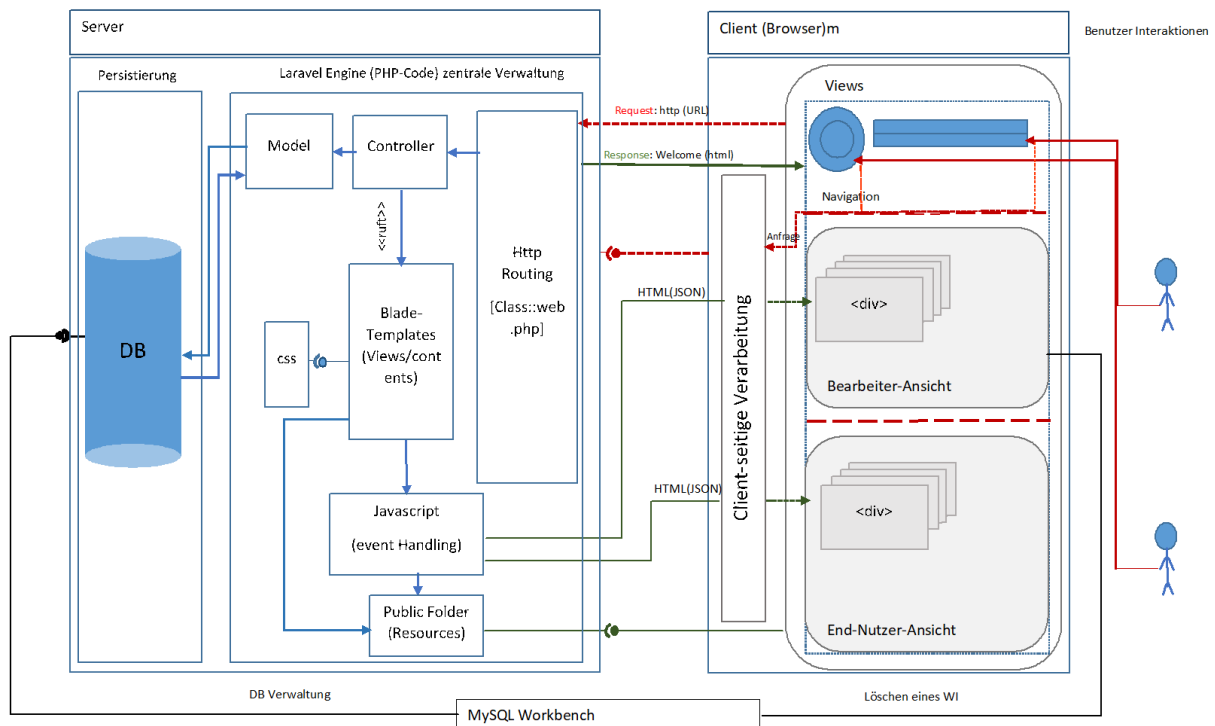 Server
Client (Browser)m
Benutzer Interaktionen
Persistierung
Laravel Engine (PHP-Code) zentrale Verwaltung
Views
Request: http (URL)
Model
Controller
Response: Welcome (html)
<<ruft>>
Navigation
Anfrage
Http
Routing
[Class::web
.php]
HTML(JSON)
<div>
Blade-
Templates
(Views/cont
ents)
css
DB
Client-seitige Verarbeitung
Bearbeiter-Ansicht
HTML(JSON)
<div>
Javascript
(event Handling)
Public Folder
(Resources)
End-Nutzer-Ansicht
DB Verwaltung
Löschen eines WI
MySQL Workbench